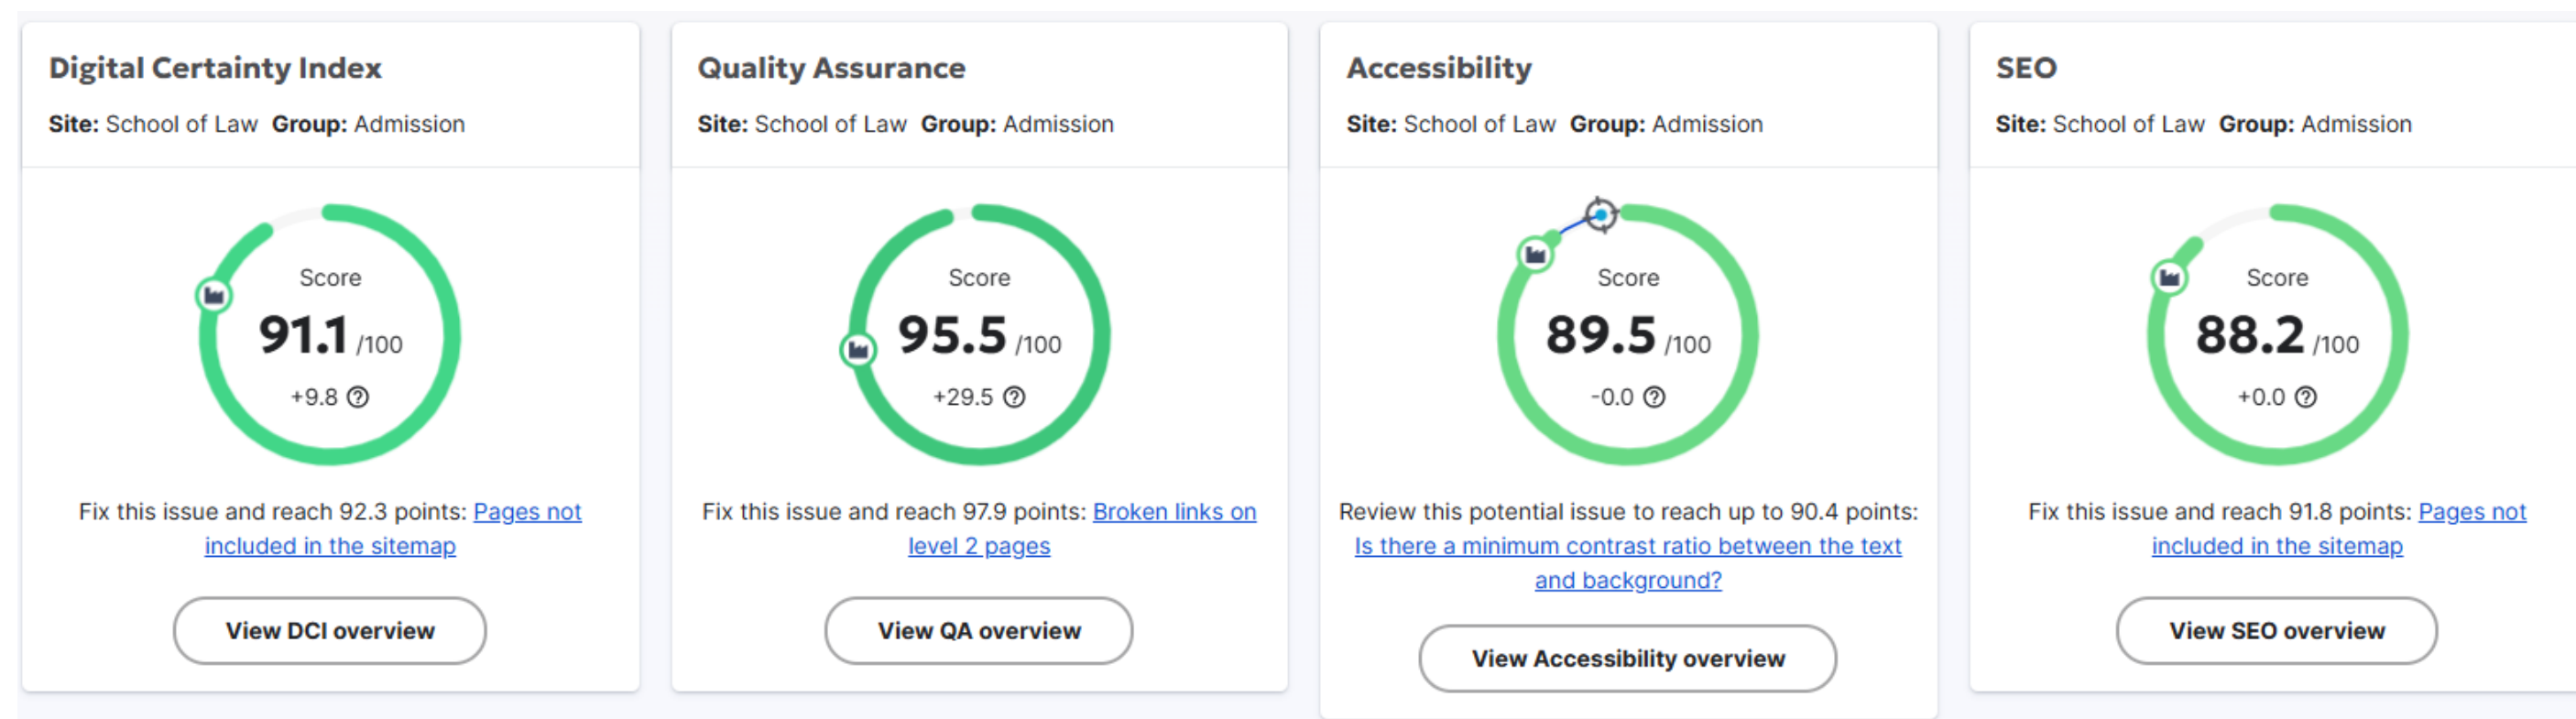 Digital Certainty Index
Site: School of Law Group: Admission
Score
91.1 /100
+9.8
Fix this issue and reach 92.3 points: Pages not
included in the sitemap
View DCI overview
Quality Assurance
Site: School of Law Group: Admission
Score
95.5 /100
+29.5
Fix this issue and reach 97.9 points: Broken links on
level 2 pages
View QA overview
Accessibility
Site: School of Law Group: Admission
Score
89.5 /100
-0.0
Review this potential issue to reach up to 90.4 points:
Is there a minimum contrast ratio between the text
and background?
View Accessibility overview
SEO
Site: School of Law Group: Admission
Score
88.2 /100
+0.0
Fix this issue and reach 91.8 points: Pages not
included in the sitemap
View SEO overview